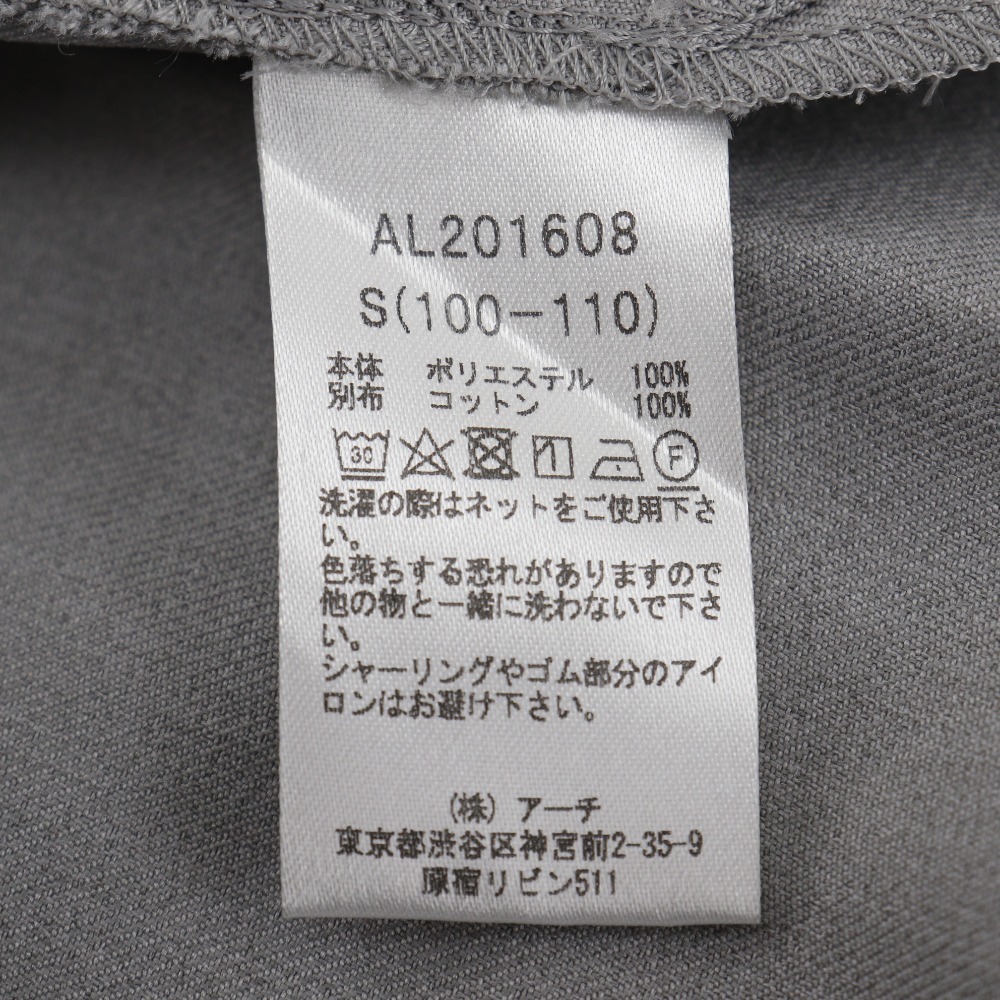 AL201608
S(100-110)
本体 ポリエステル 100%
別布 コットン 100%
30 F
洗濯の際はネットをご使用下さ
い。
色落ちする恐れがありますので
他の物と一緒に洗わないで下さ
い。
シャーリングやゴム部分のアイ
ロンはお避け下さい。
(株) アーチ
東京都渋谷区神宮前2-35-9
原宿リビン511